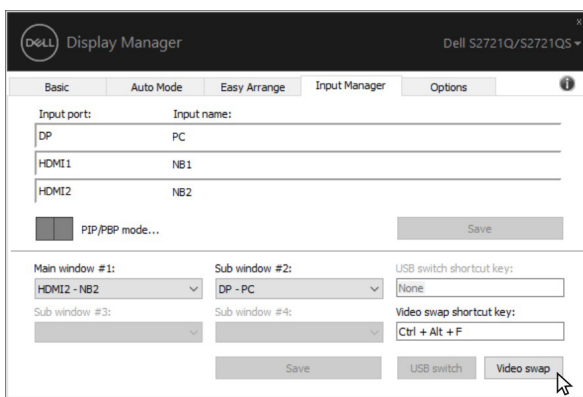 DELL Display Manager
x
Dell S2721Q/S2721QS
Basic Auto Mode Easy Arrange Input Manager Options i
Input port: Input name:
DP PC
HDMI1 NB1
HDMI2 NB2
PIP/PBP mode... Save
Main window #1: Sub window #2: USB switch shortcut key:
HDMI2 - NB2 DP - PC None
Sub window #3: Sub window #4: Video swap shortcut key:
Ctrl + Alt + F
Save USB switch Video swap